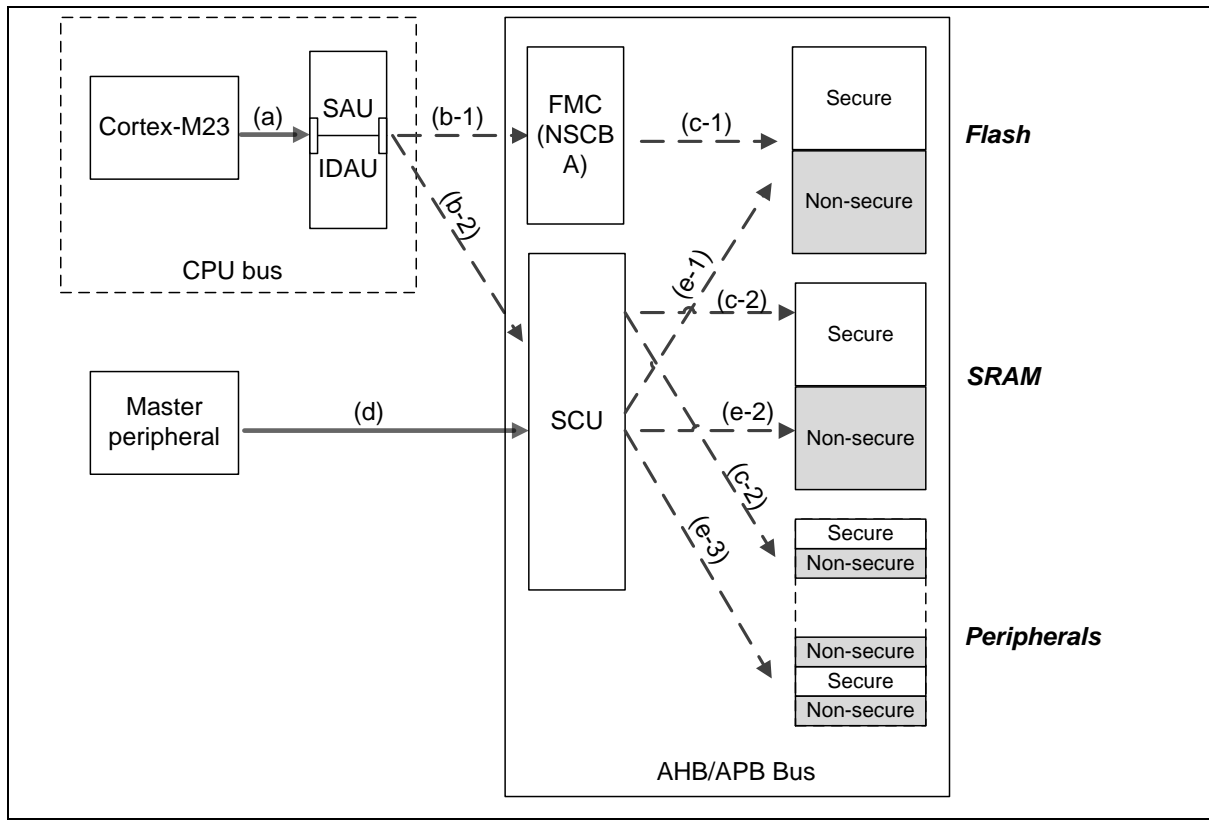 Cortex-M23
(a)
SAU
IDAU
(b-1)
(b-2)
CPU bus
FMC
(NSCB
A)
(c-1)
Secure
Non-secure
Flash
Master
peripheral
(d)
SCU
(e-1)
(c-2)
Secure
Non-secure
SRAM
(e-2)
(c-2)
(e-3)
Secure
Non-secure
Non-secure
Secure
Non-secure
Peripherals
AHB/APB Bus